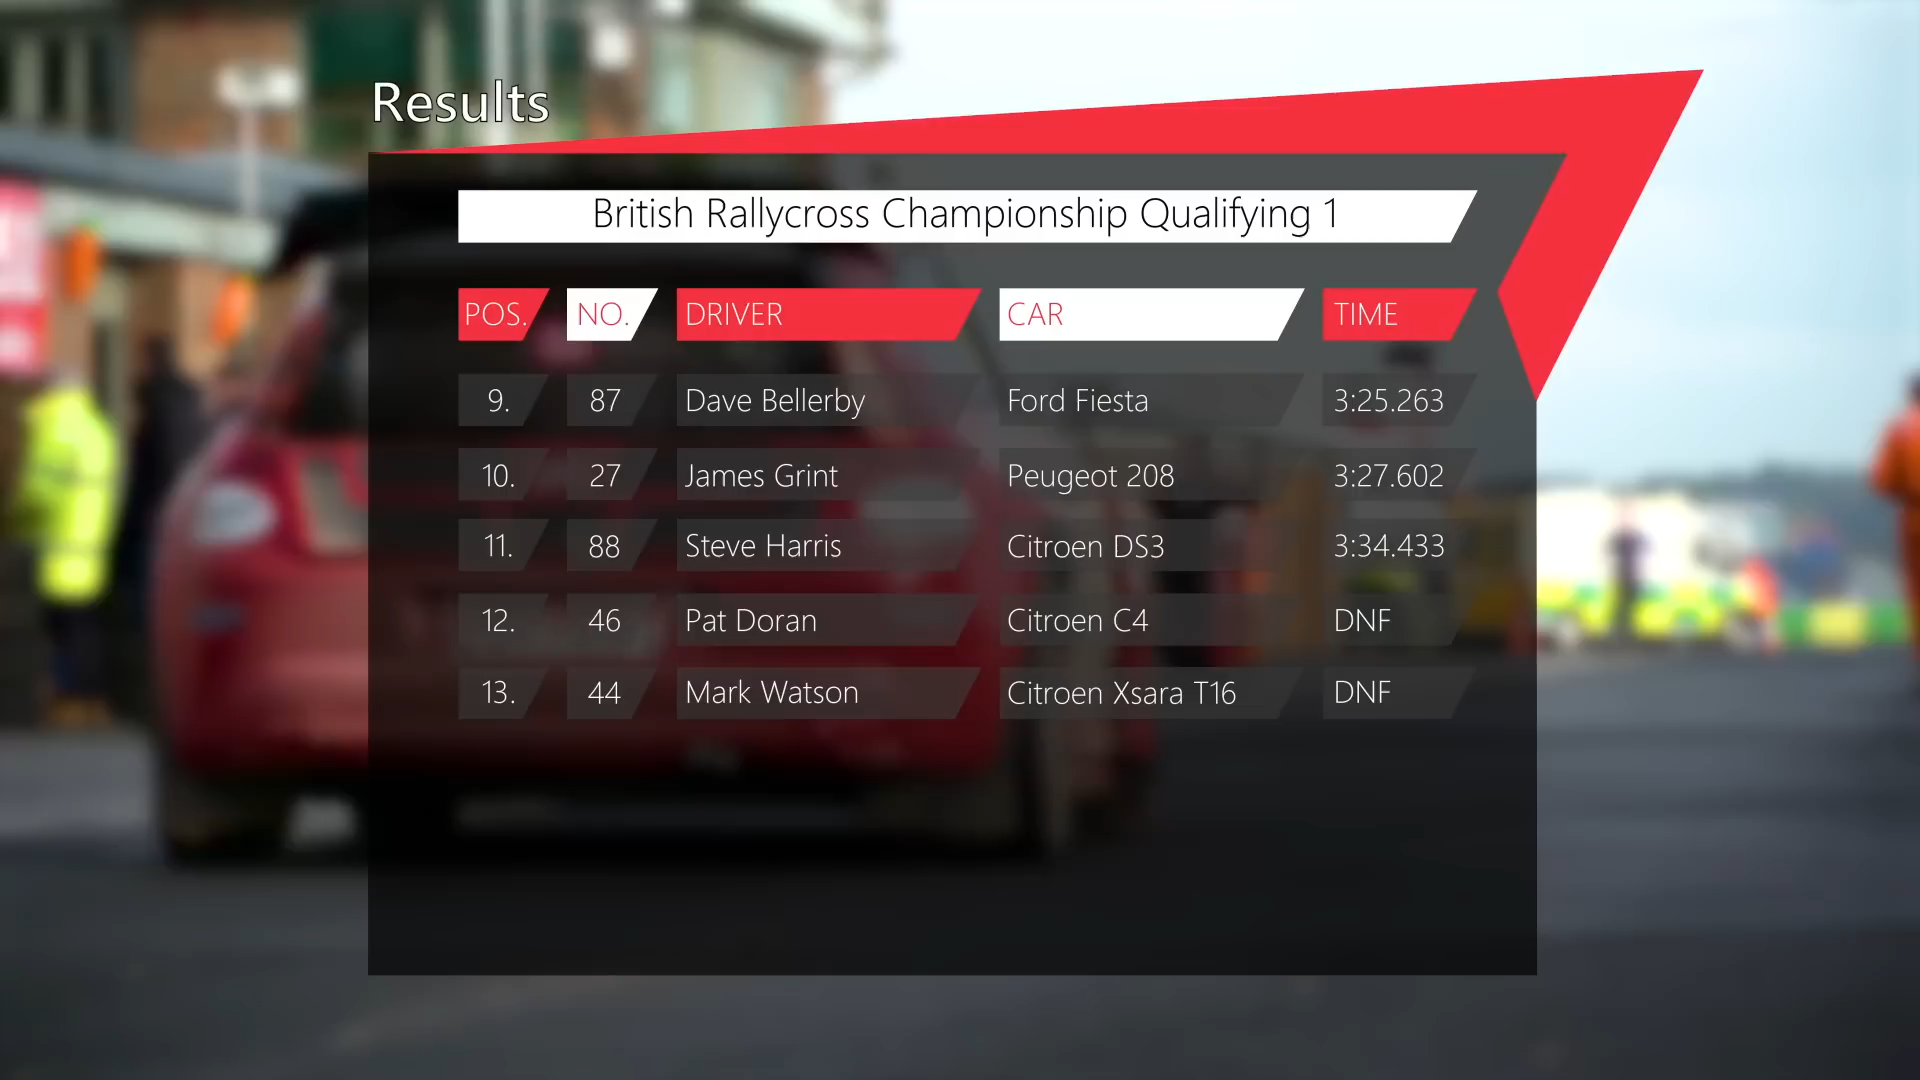 Results
British Rallycross Championship Qualifying 1
POS. NO. DRIVER CAR TIME
9. 87 Dave Bellerby Ford Fiesta 3:25.263
10. 27 James Grint Peugeot 208 3:27.602
11. 88 Steve Harris Citroen DS3 3:34.433
12. 46 Pat Doran Citroen C4 DNF
13. 44 Mark Watson Citroen Xsara T16 DNF